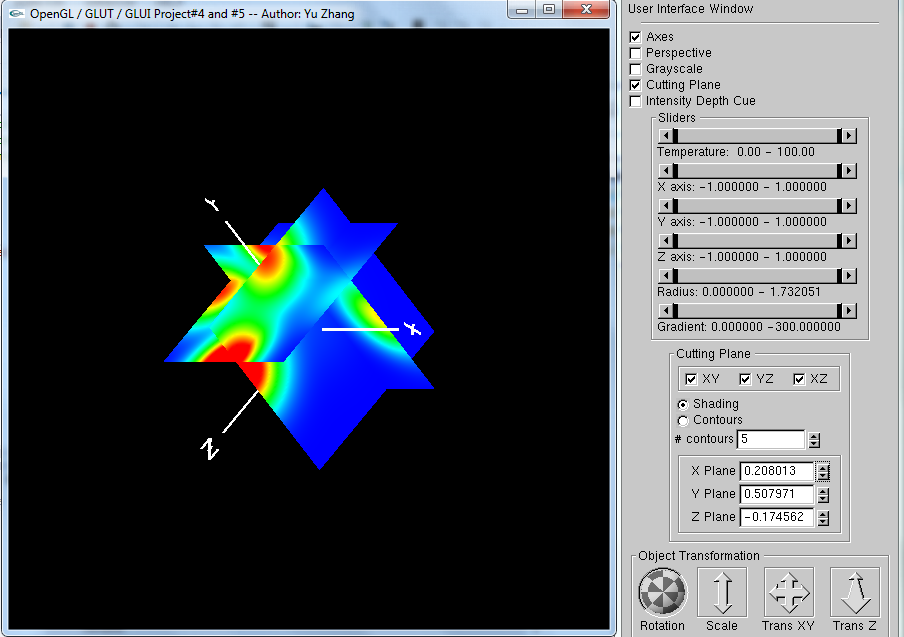 OpenGL / GLUT / GLUI Project#4 and #5 -- Author: Yu Zhang
User Interface Window
Axes
Perspective
Grayscale
Cutting Plane
Intensity Depth Cue
Sliders
Temperature: 0.00 - 100.00
X axis: -1.000000 - 1.000000
Y axis: -1.000000 - 1.000000
Z axis: -1.000000 - 1.000000
Radius: 0.000000 - 1.732051
Gradient: 0.000000 -300.000000
Cutting Plane
XY YZ XZ
Shading
Contours
# contours 5
X Plane 0.208013
Y Plane 0.507971
Z Plane -0.174562
Object Transformation
Rotation Scale Trans XY Trans Z
Y
X
Z